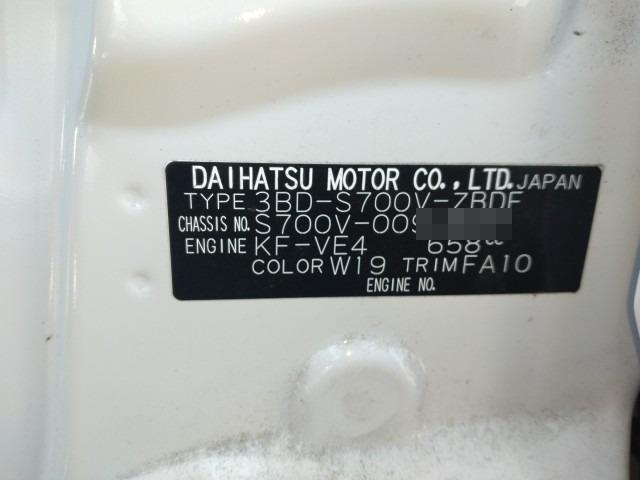 DAIHATSU MOTOR CO., LTD. JAPAN
TYPE 3BD-S700V-ZBDF
CHASSIS NO. S700V-009
ENGINE KF-VE4 658cc
COLOR W19 TRIM FA10
ENGINE NO.